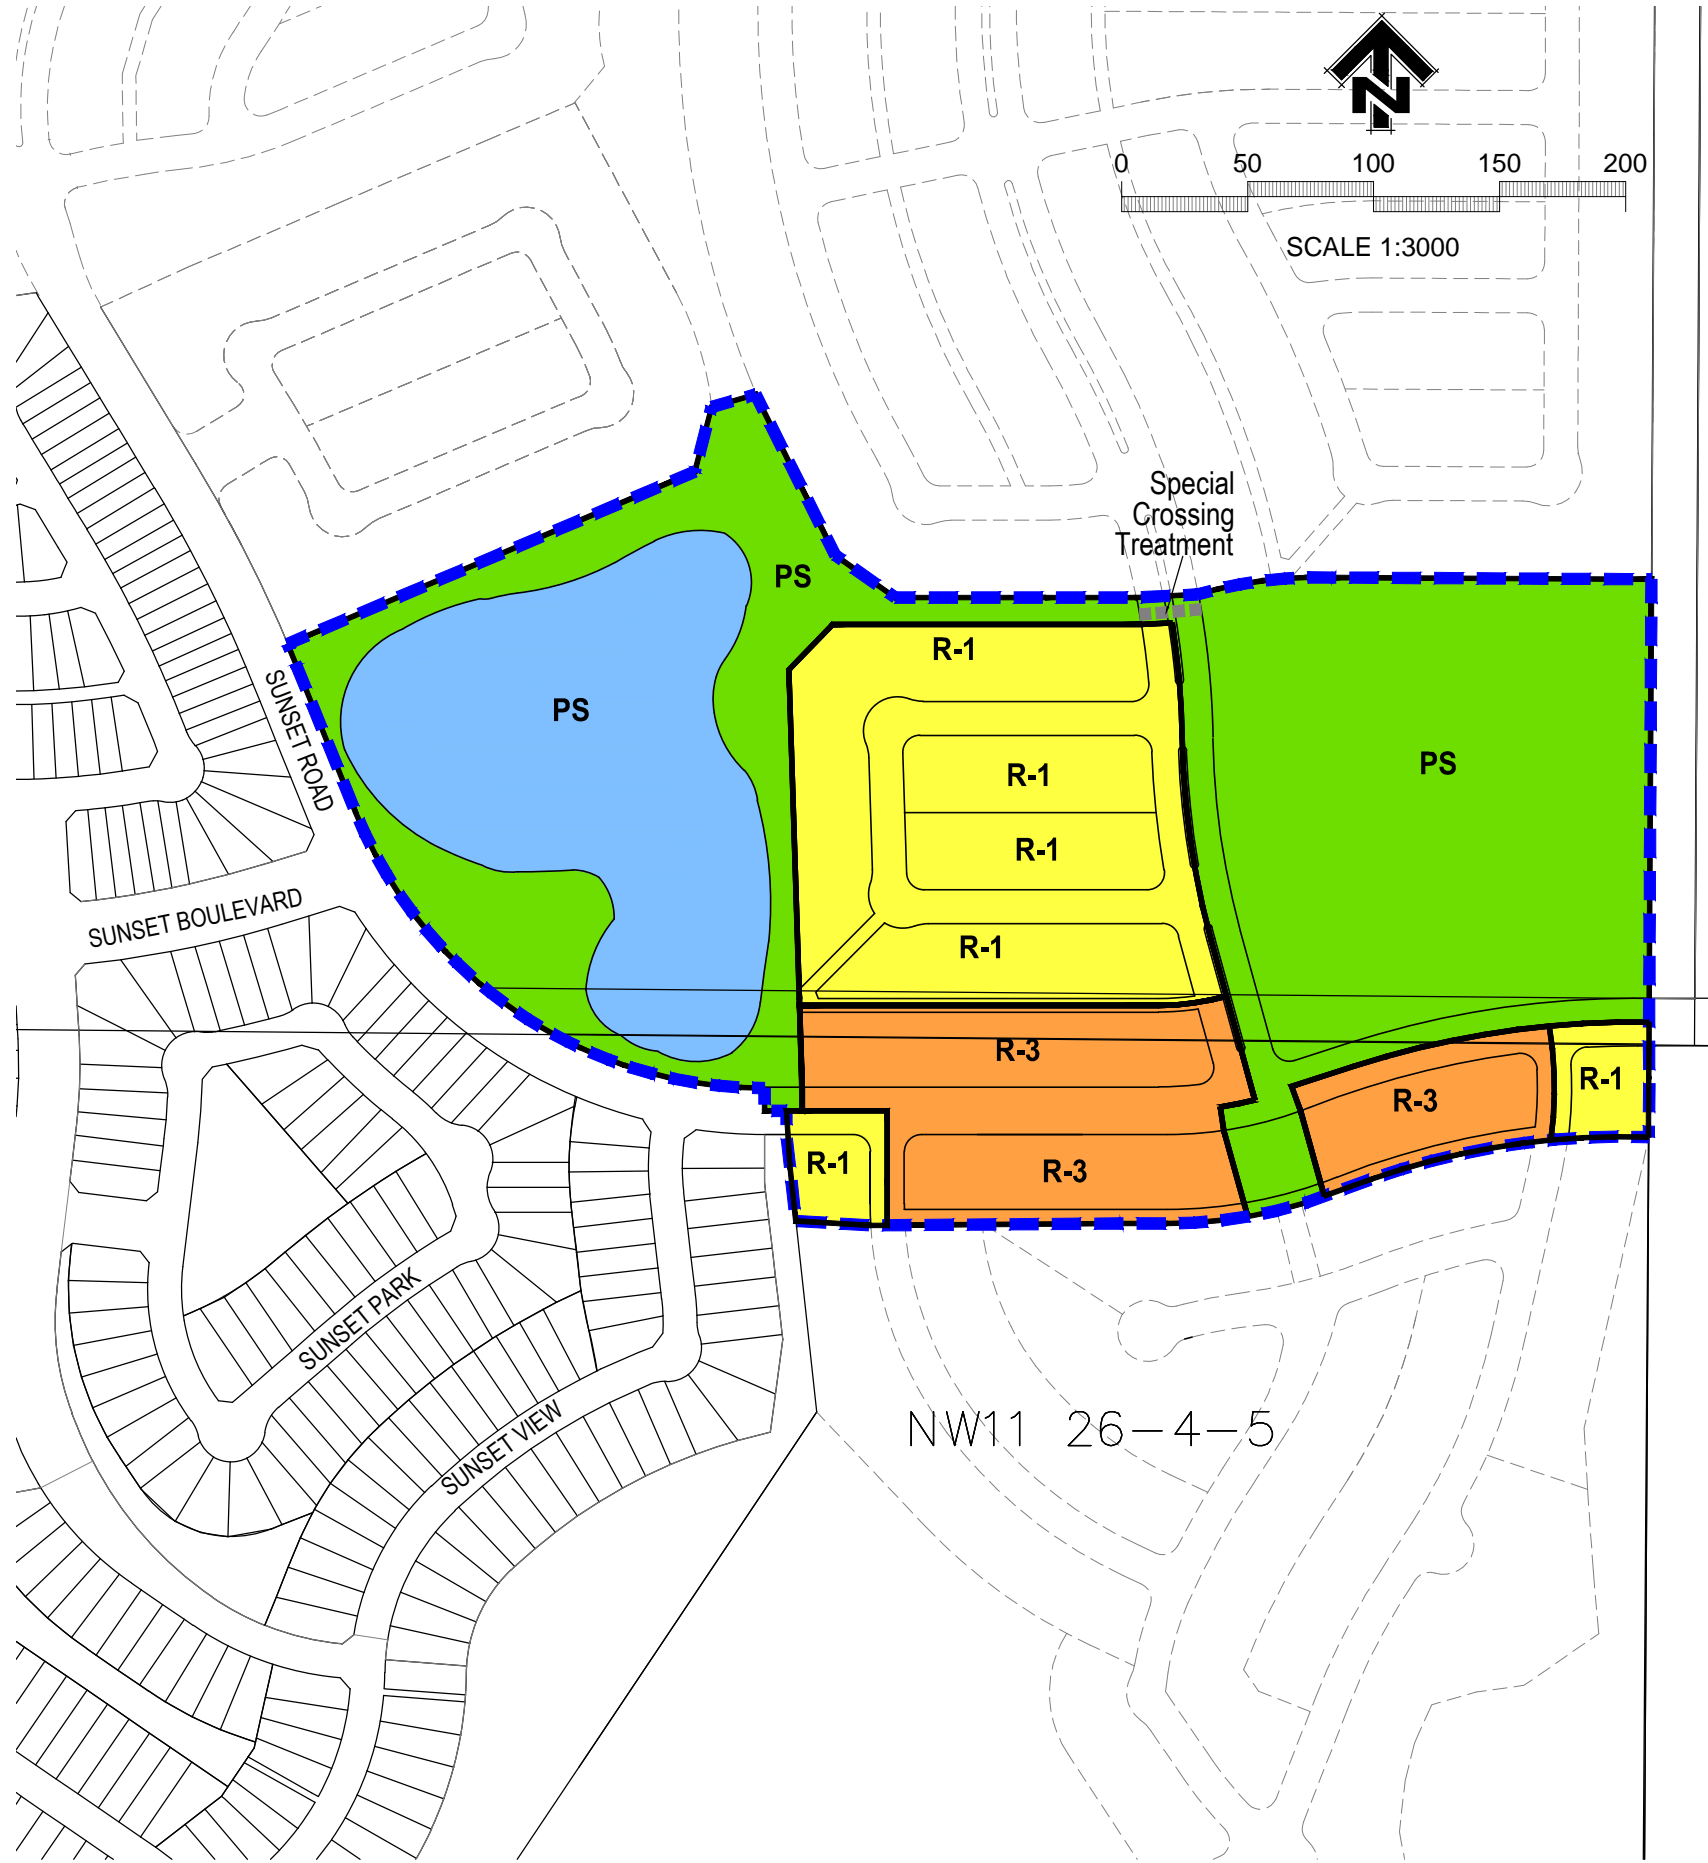 N
0 50 100 150 200
SCALE 1:3000
Special
Crossing
Treatment
PS
R-1
PS
SUNSET ROAD
PS
R-1
R-1
SUNSET BOULEVARD
R-1
R-3
R-1
R-3
R-1
R-3
SUNSET PARK
SUNSET VIEW
NW11 26-4-5